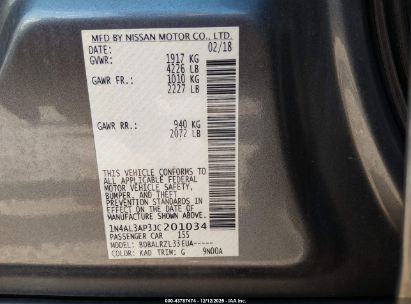 MFD BY NISSAN MOTOR CO., LTD.
DATE: 02/18
GVWR: 1917 KG
4226 LB
GAWR FR.: 1010 KG
2227 LB
GAWR RR.: 940 KG
2072 LB
THIS VEHICLE CONFORMS TO
ALL APPLICABLE FEDERAL
MOTOR VEHICLE SAFETY,
BUMPER, AND THEFT
PREVENTION STANDARDS
IN EFFECT ON THE DATE OF
MANUFACTURE SHOWN ABOVE.
1N4AL3AP3JC201034
PASSENGER CAR 155
MODEL: BDBALRZL33EUA-----
COLOR: KAD TRIM: G 9N00A
000-43787474 - 12/12/2025 - IAA Inc.